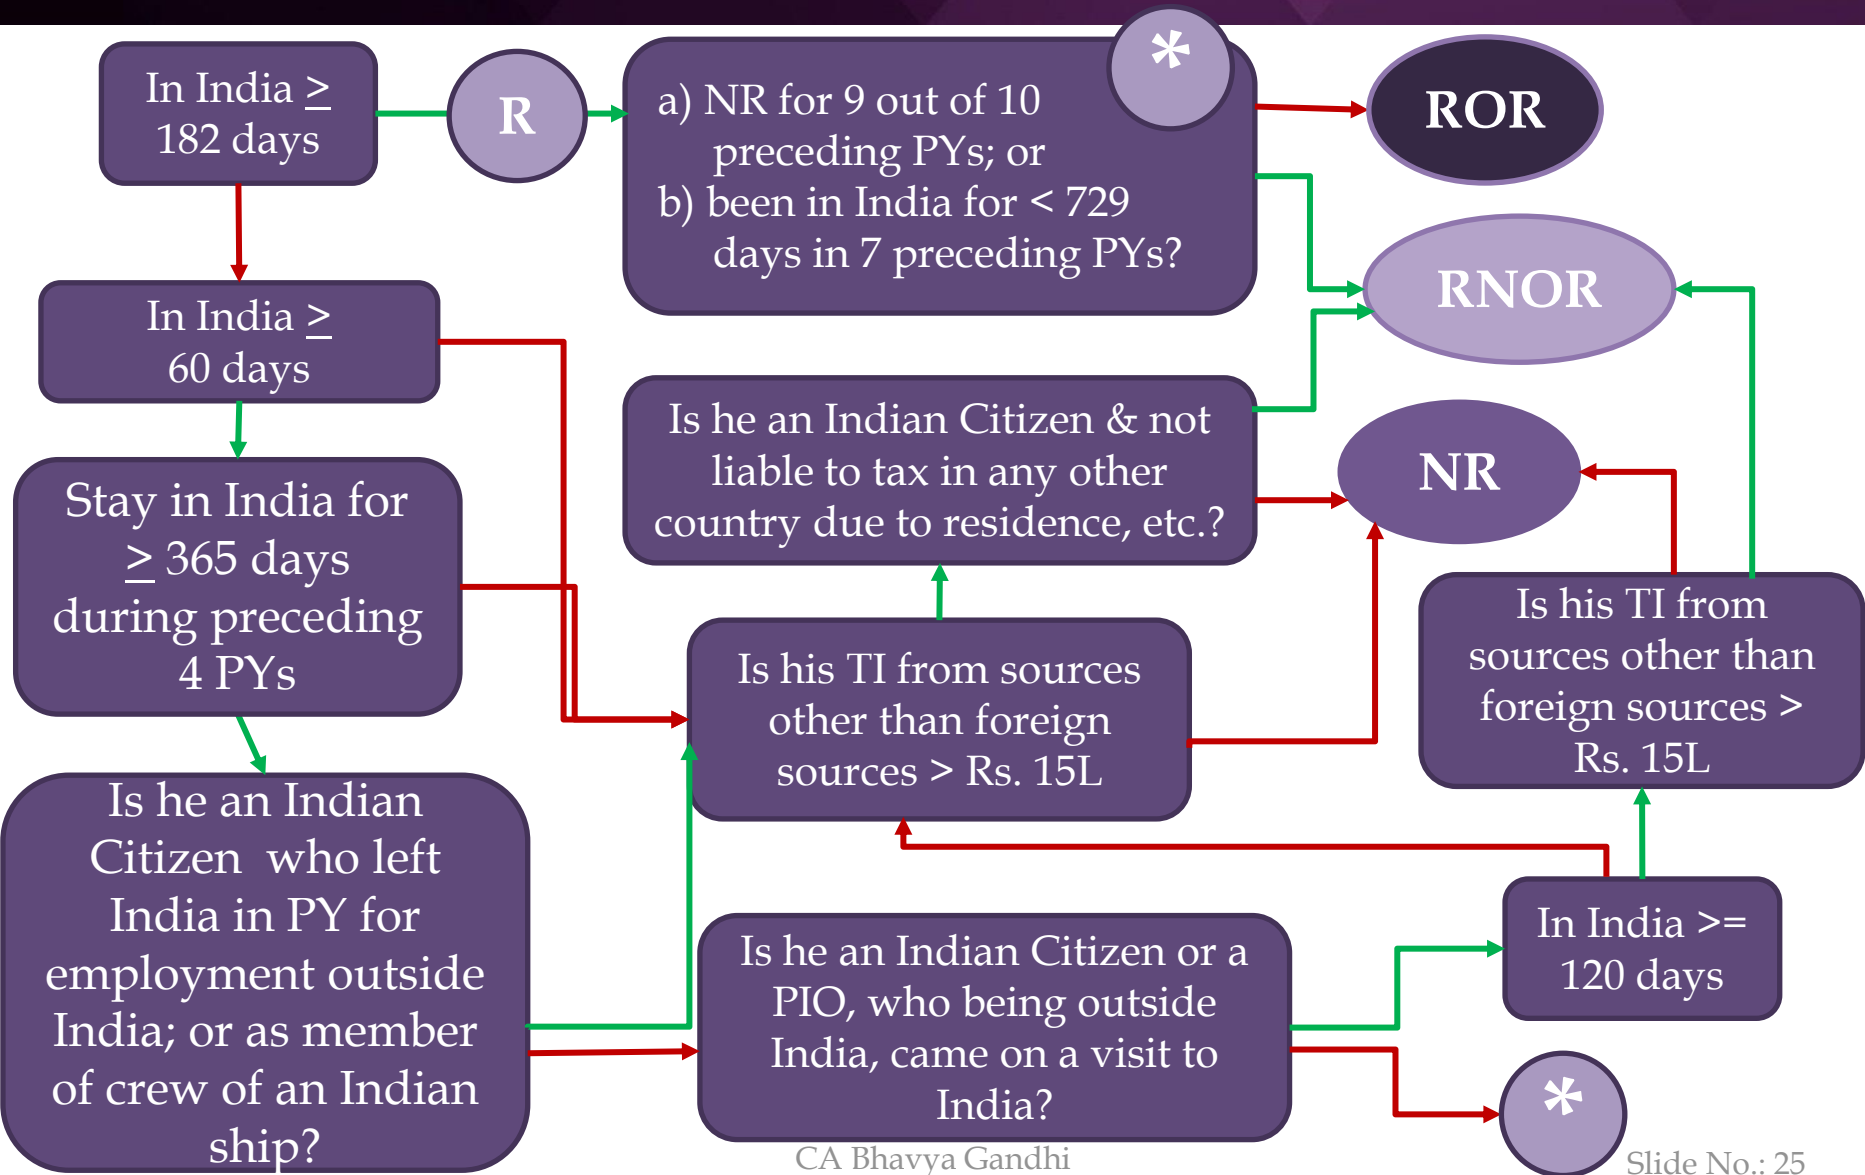 In India ≥
182 days
R
a) NR for 9 out of 10
preceding PYs; or
b) been in India for < 729
days in 7 preceding PYs?
*
ROR
RNOR
In India ≥
60 days
Is he an Indian Citizen & not
liable to tax in any other
country due to residence, etc.?
NR
Stay in India for
≥ 365 days
during preceding
4 PYs
Is his TI from sources
other than foreign
sources > Rs. 15L
Is his TI from
sources other than
foreign sources >
Rs. 15L
Is he an Indian
Citizen who left
India in PY for
employment outside
India; or as member
of crew of an Indian
ship?
Is he an Indian Citizen or a
PIO, who being outside
India, came on a visit to
India?
In India >=
120 days
*
CA Bhavya Gandhi
Slide No.: 25